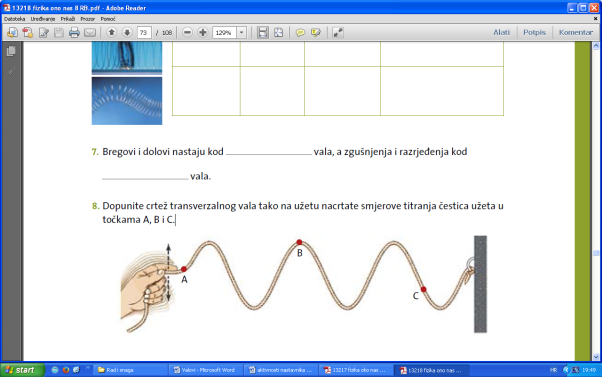 13218 fizika ono nas 8 RB.pdf - Adobe Reader
Datoteka Uređivanje Prikaz Prozor Pomoć
73 / 108 129% Alati Potpis Komentar
7. Bregovi i dolovi nastaju kod ____________ vala, a zgušnjenja i razrjeđenja kod
____________ vala.
8. Dopunite crtež transverzalnog vala tako na užetu nacrtate smjerove titranja čestica užeta u
točkama A, B i C.
A
B
C
start Rad i snaga Valovi - Microsoft Word aktivnosti nastavnika ... 13217 fizika ono nas ... 13218 fizika ono nas ... HR 19:49